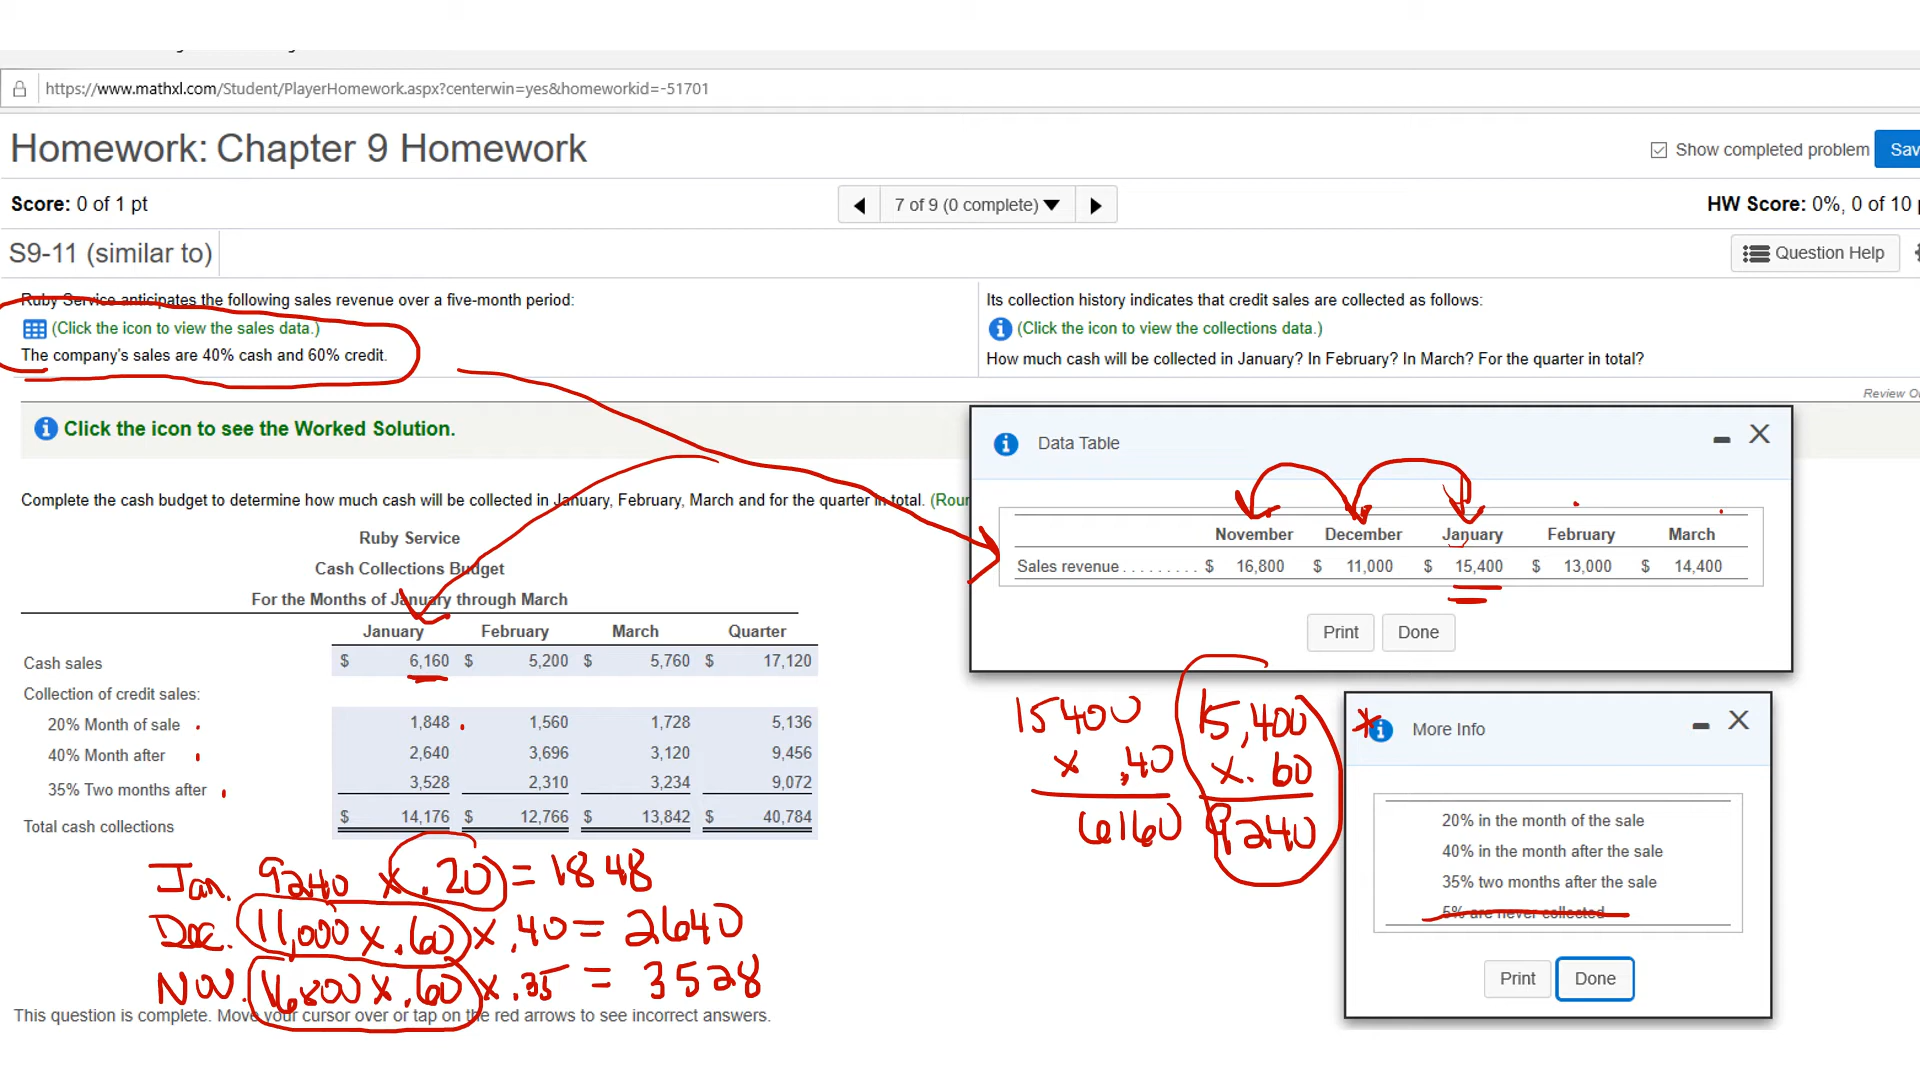 https://www.mathxl.com/Student/PlayerHomework.aspx?centerwin=yes&homeworkid=-51701
Homework: Chapter 9 Homework
Show completed problem
Sav
Score: 0 of 1 pt
7 of 9 (0 complete)
HW Score: 0%, 0 of 10 p
S9-11 (similar to)
Question Help
Ruby Service anticipates the following sales revenue over a five-month period:
(Click the icon to view the sales data.)
The company's sales are 40% cash and 60% credit.
Its collection history indicates that credit sales are collected as follows:
(Click the icon to view the collections data.)
How much cash will be collected in January? In February? In March? For the quarter in total?
Review O
Click the icon to see the Worked Solution.
Complete the cash budget to determine how much cash will be collected in January, February, March and for the quarter in total. (Roun
Ruby Service
Cash Collections Budget
For the Months of January through March
January February March Quarter
Cash sales $ 6,160 $ 5,200 $ 5,760 $ 17,120
Collection of credit sales:
20% Month of sale 1,848 1,560 1,728 5,136
40% Month after 2,640 3,696 3,120 9,456
35% Two months after 3,528 2,310 3,234 9,072
Total cash collections $ 14,176 $ 12,766 $ 13,842 $ 40,784
Jan. 9240 x .20 = 1848
Dec. 11,000 x .60 x .40 = 2640
Nov. 16800 x .60 x .35 = 3528
This question is complete. Move your cursor over or tap on the red arrows to see incorrect answers.
Data Table
November December January February March
Sales revenue . . . . . . . . . $ 16,800 $ 11,000 $ 15,400 $ 13,000 $ 14,400
Print Done
15400
x .40
6160
15,400
x .60
9240
*
More Info
20% in the month of the sale
40% in the month after the sale
35% two months after the sale
5% are never collected
Print Done